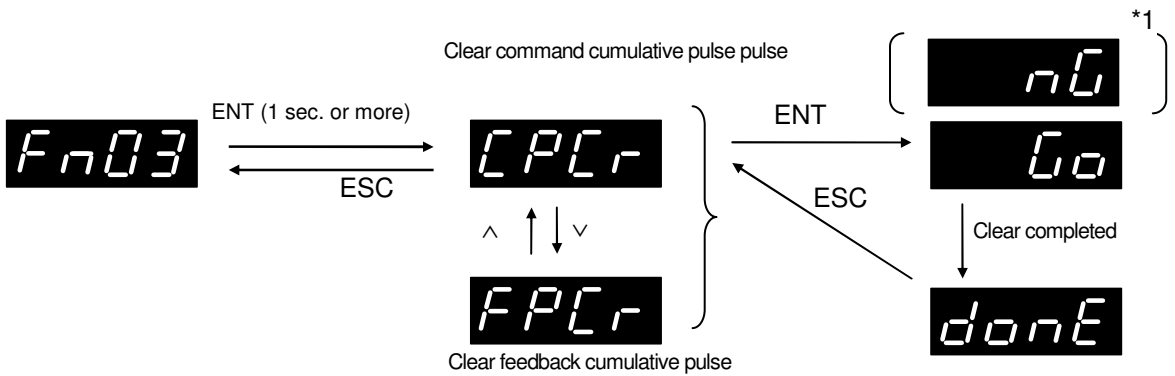 *1
Clear command cumulative pulse pulse
nG
ENT (1 sec. or more)
ENT
Fn03
CPCr
Go
ESC
ESC
∧
∨
Clear completed
FPCr
donE
Clear feedback cumulative pulse